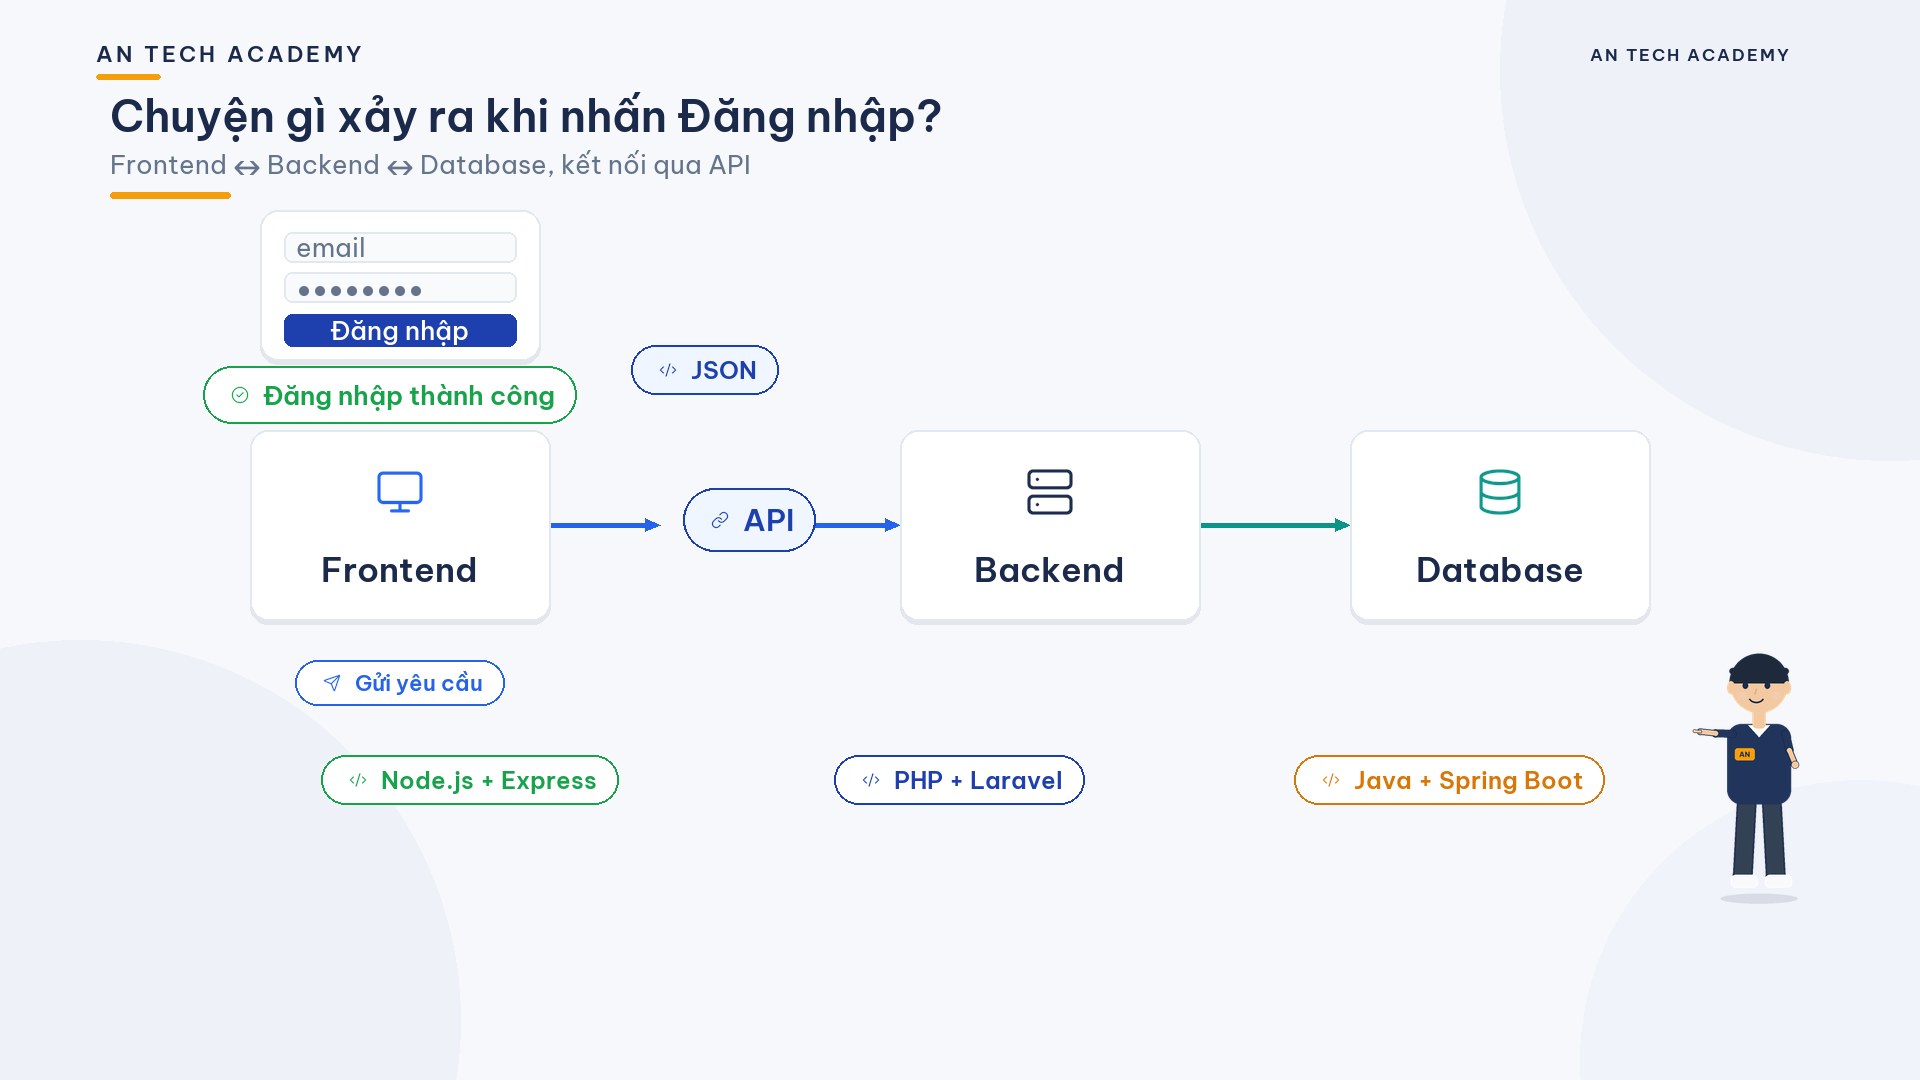 AN TECH ACADEMY
AN TECH ACADEMY
Chuyện gì xảy ra khi nhấn Đăng nhập?
Frontend ↔ Backend ↔ Database, kết nối qua API
email
••••••••
Đăng nhập
JSON
Đăng nhập thành công
API
Frontend
Backend
Database
Gửi yêu cầu
AN
Node.js + Express
PHP + Laravel
Java + Spring Boot